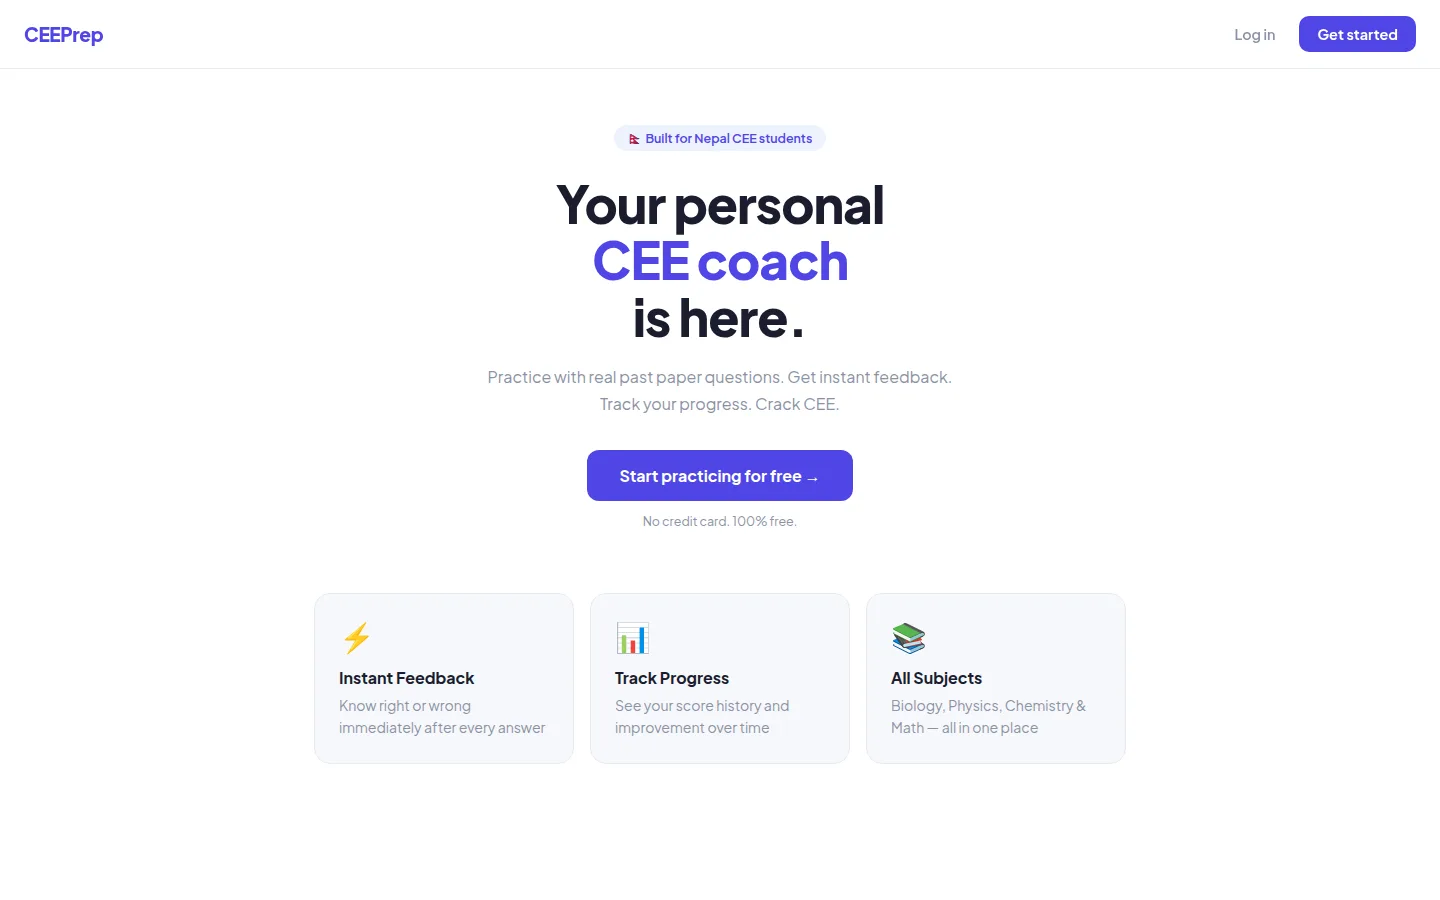 CEEPrep
Log in
Get started
🇳🇵 Built for Nepal CEE students
Your personal
CEE coach
is here.
Practice with real past paper questions. Get instant feedback.
Track your progress. Crack CEE.
Start practicing for free →
No credit card. 100% free.
Instant Feedback
Know right or wrong
immediately after every answer
Track Progress
See your score history and
improvement over time
All Subjects
Biology, Physics, Chemistry &
Math — all in one place